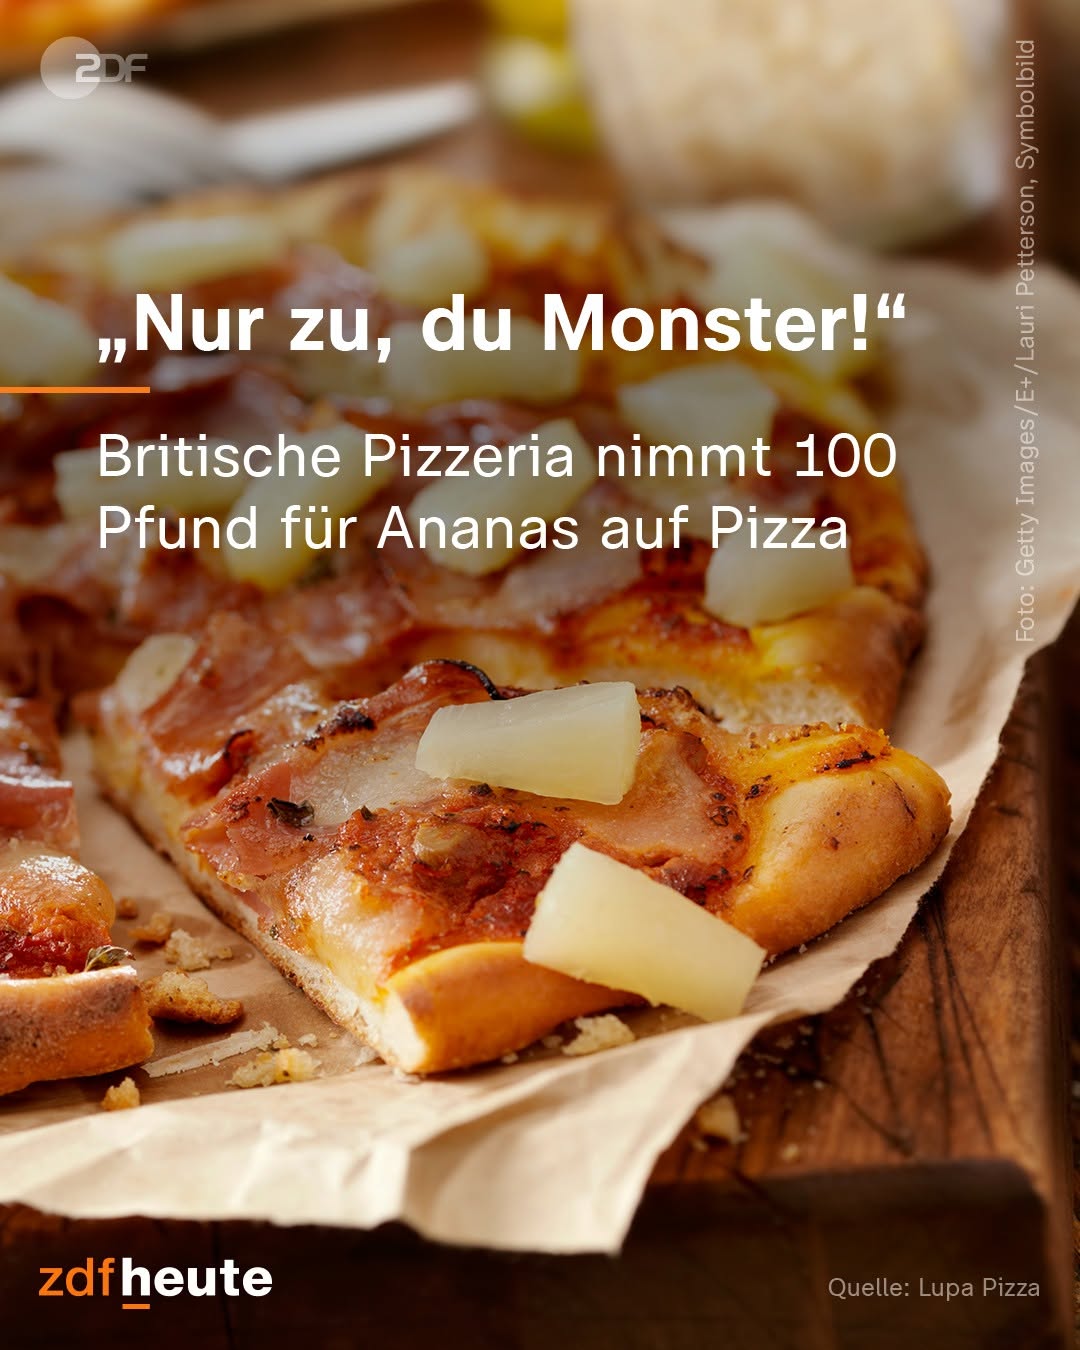 ZDF
Foto: Getty Images/E+/Lauri Petterson, Symbolbild
„Nur zu, du Monster!“
Britische Pizzeria nimmt 100
Pfund für Ananas auf Pizza
zdfheute
Quelle: Lupa Pizza